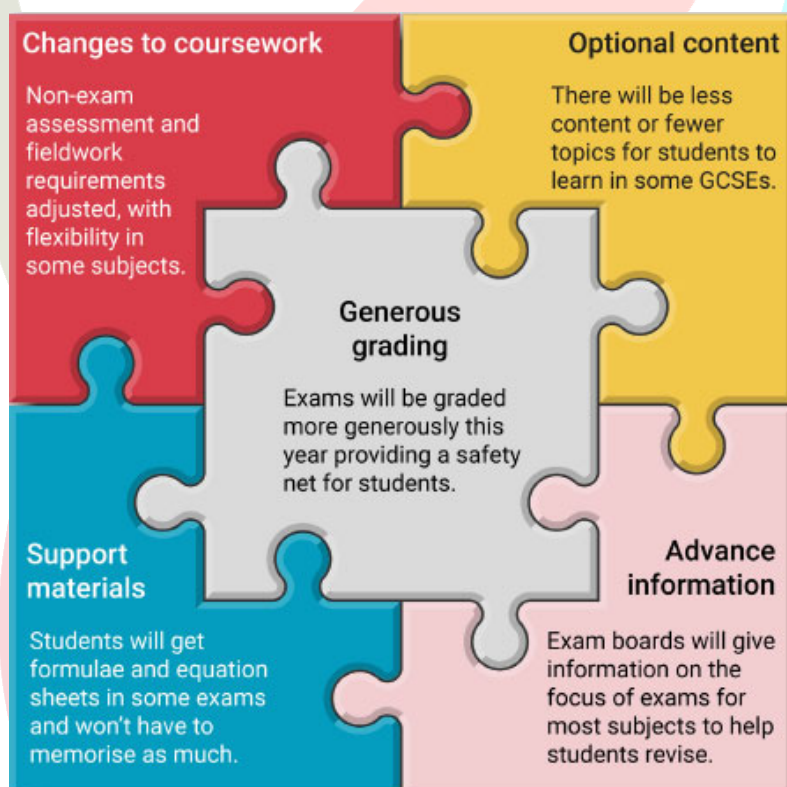 Changes to coursework
Non-exam
assessment and
fieldwork
requirements
adjusted, with
flexibility in
some subjects.
Optional content
There will be less
content or fewer
topics for students to
learn in some GCSEs.
Generous
grading
Exams will be graded
more generously this
year providing a safety
net for students.
Support
materials
Students will get
formulae and equation
sheets in some exams
and won't have to
memorise as much.
Advance
information
Exam boards will give
information on the
focus of exams for
most subjects to help
students revise.